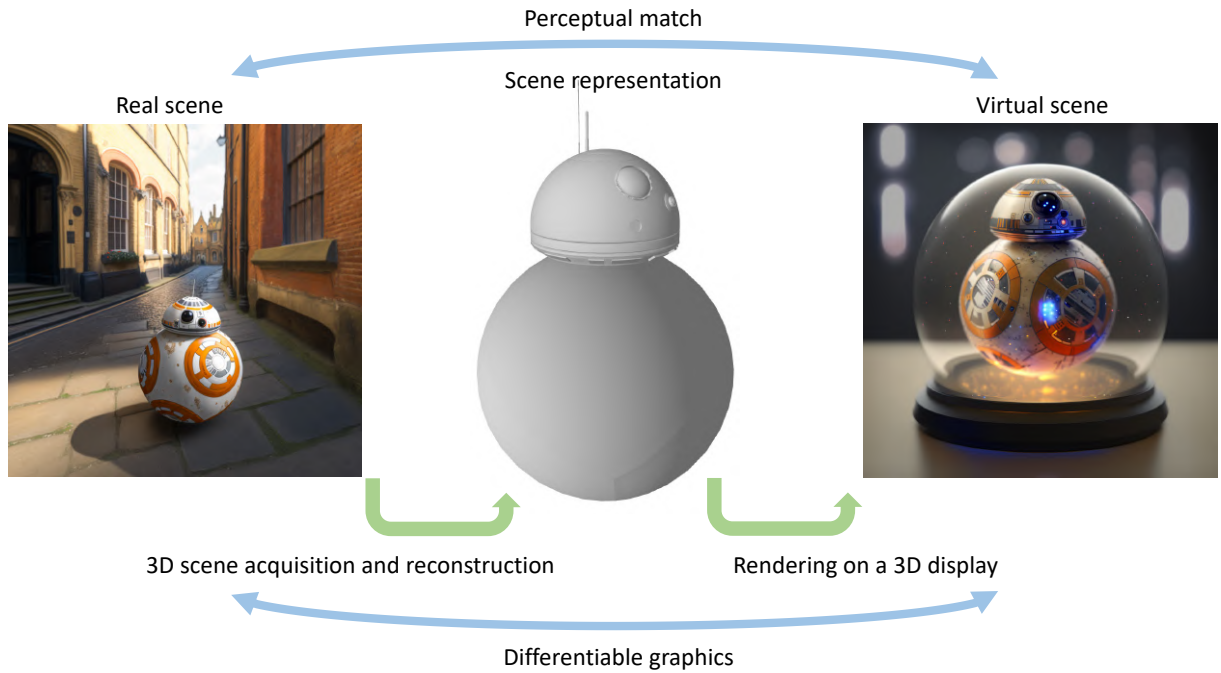 Perceptual match
Scene representation
Real scene
Virtual scene
3D scene acquisition and reconstruction
Rendering on a 3D display
Differentiable graphics